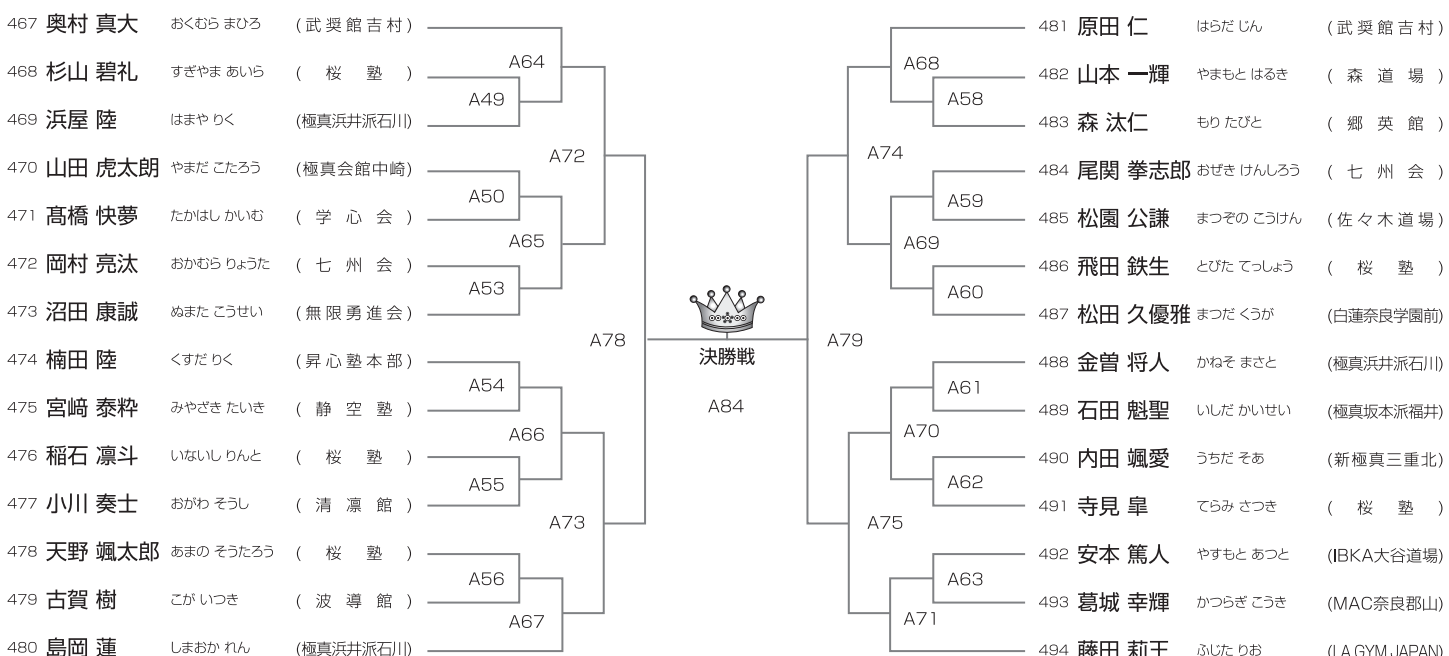 467 奥村 真大 おくむら まひろ (武奨館吉村)
468 杉山 碧礼 すぎやま あいら (桜塾)
469 浜屋 陸 はまや りく (極真浜井派石川)
470 山田 虎太朗 やまだ こたろう (極真会館中崎)
471 髙橋 快夢 たかはし かいむ (学心会)
472 岡村 亮汰 おかむら りょうた (七州会)
473 沼田 康誠 ぬまた こうせい (無限勇進会)
474 楠田 陸 くすだ りく (昇心塾本部)
475 宮﨑 泰粋 みやざき たいき (静空塾)
476 稲石 凛斗 いないし りんと (桜塾)
477 小川 奏士 おがわ そうし (清凛館)
478 天野 颯太郎 あまの そうたろう (桜塾)
479 古賀 樹 こが いつき (波導館)
480 島岡 蓮 しまおか れん (極真浜井派石川)
A64
A49
A72
A50
A65
A53
A78
A54
A66
A55
A73
A56
A67
決勝戦
A84
A68
A58
A74
A59
A69
A60
A79
A61
A70
A62
A75
A63
A71
481 原田 仁 はらだ じん (武奨館吉村)
482 山本 一輝 やまもと はるき (森道場)
483 森 汰仁 もり たびと (郷英館)
484 尾関 拳志郎 おぜき けんしろう (七州会)
485 松園 公謙 まつぞの こうけん (佐々木道場)
486 飛田 鉄生 とびた てっしょう (桜塾)
487 松田 久優雅 まつだ くうが (白蓮奈良学園前)
488 金曽 将人 かねそ まさと (極真浜井派石川)
489 石田 魁聖 いしだ かいせい (極真坂本派福井)
490 内田 颯愛 うちだ そあ (新極真三重北)
491 寺見 皐 てらみ さつき (桜塾)
492 安本 篤人 やすもと あつと (IBKA大谷道場)
493 葛城 幸輝 かつらぎ こうき (MAC奈良郡山)
494 藤田 莉王 ふじた りお (LA GYM JAPAN)